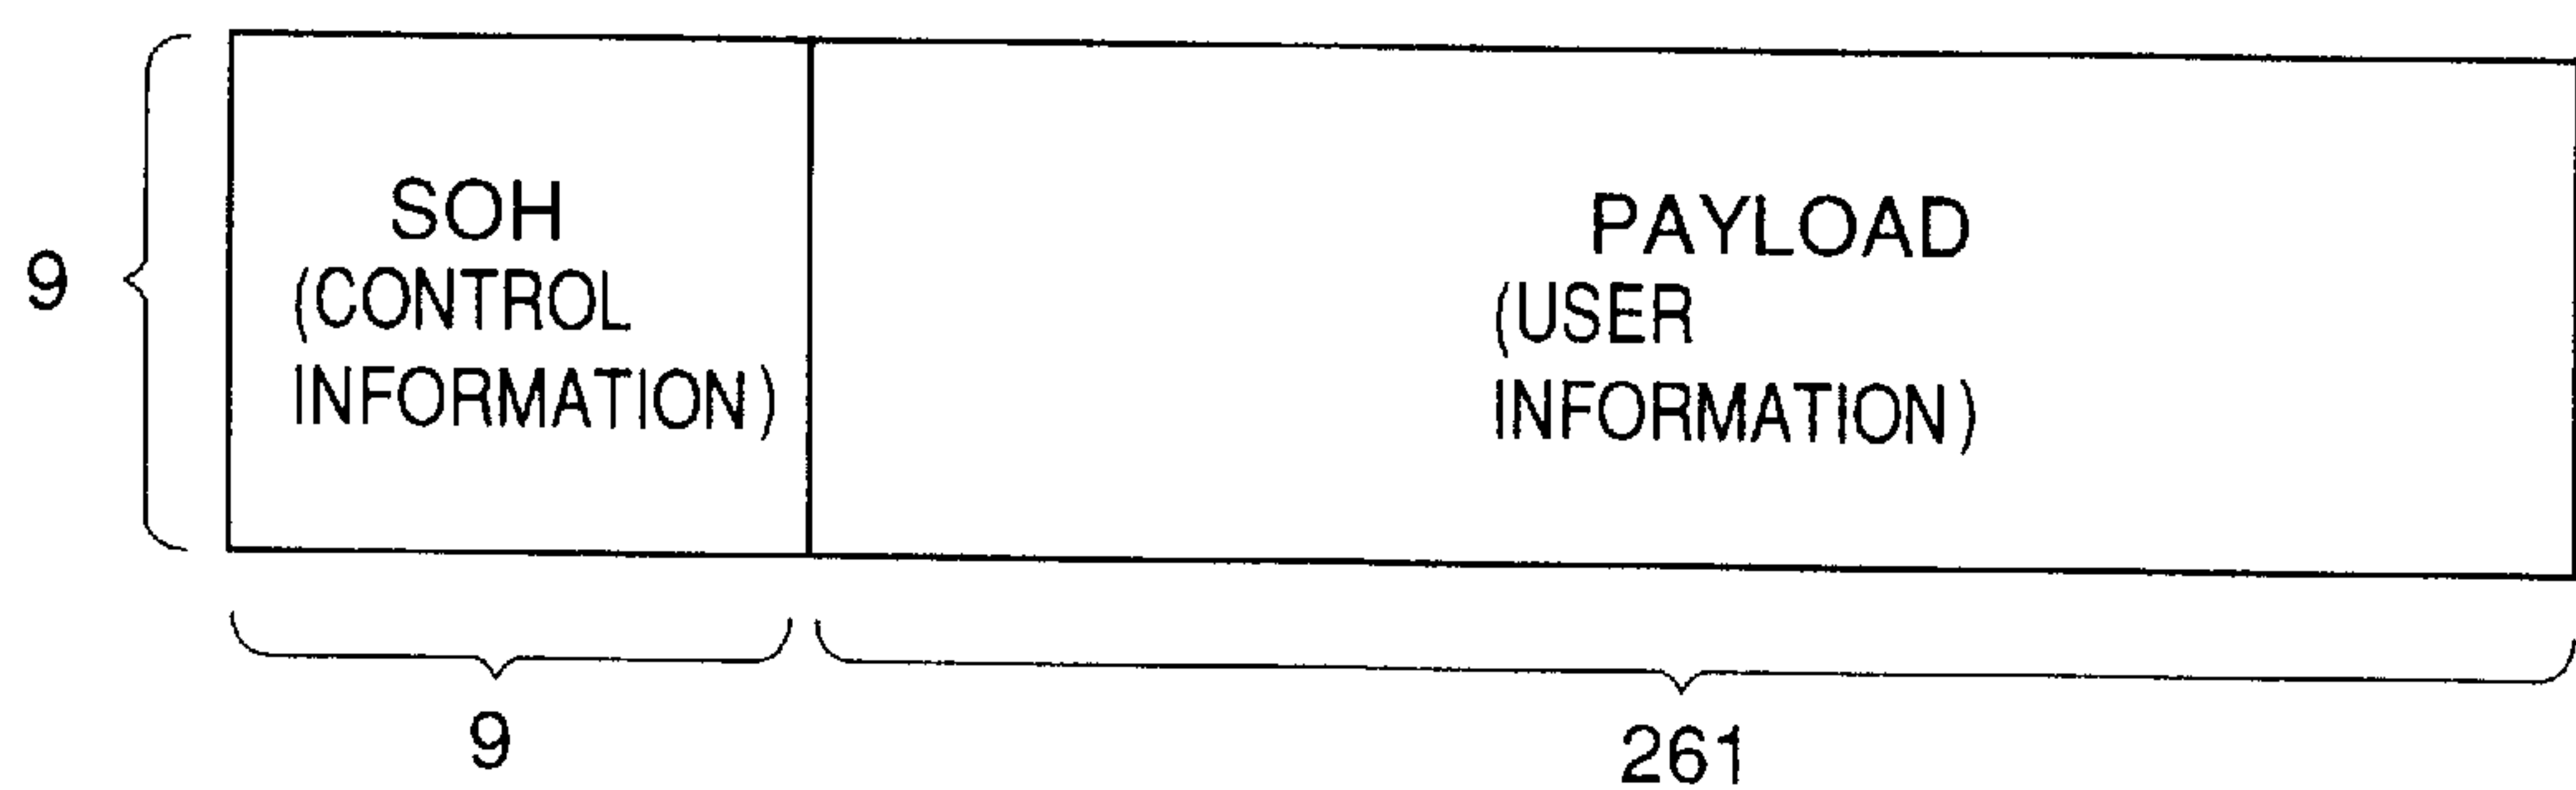 SOH
(CONTROL
INFORMATION)
PAYLOAD
(USER
INFORMATION)
9
9
261